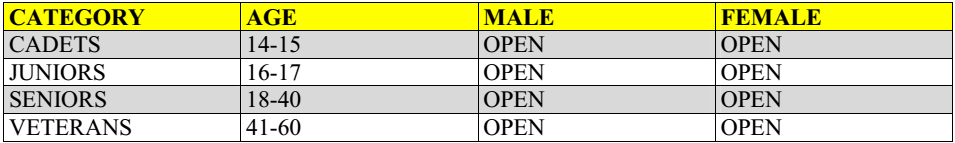 CATEGORY AGE MALE FEMALE
CADETS 14-15 OPEN OPEN
JUNIORS 16-17 OPEN OPEN
SENIORS 18-40 OPEN OPEN
VETERANS 41-60 OPEN OPEN